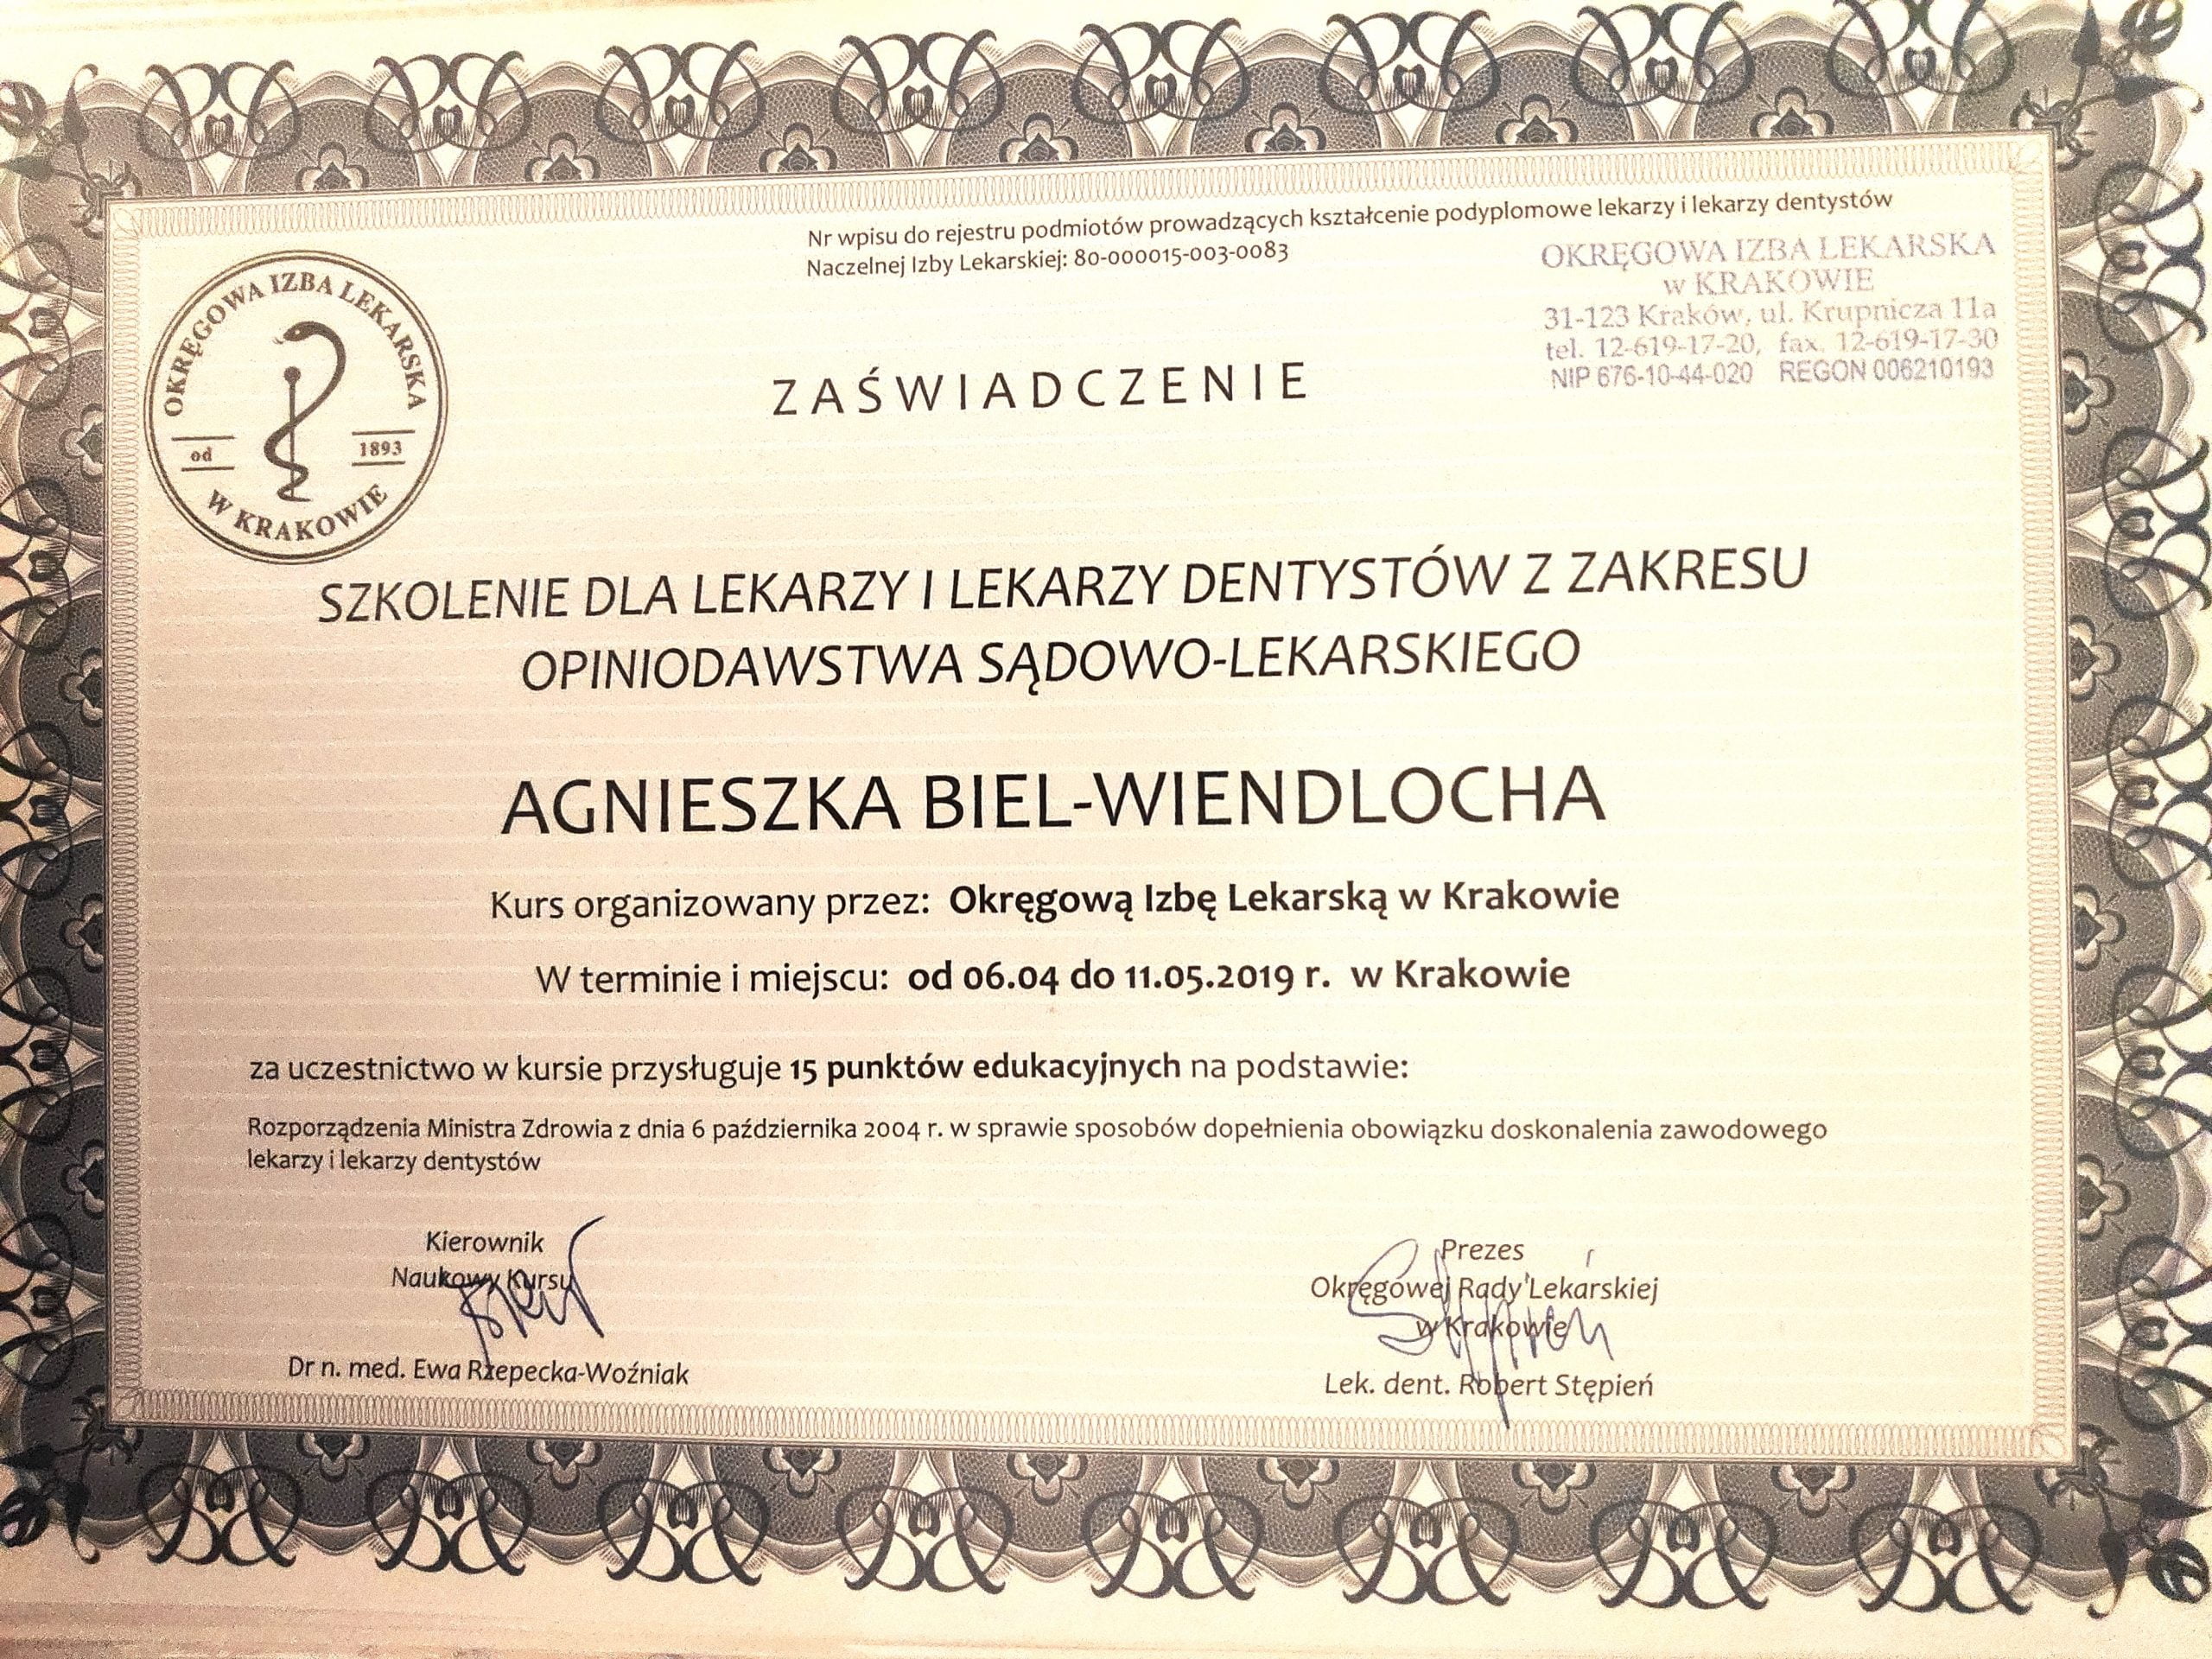 Nr wpisu do rejestru podmiotów prowadzących kształcenie podyplomowe lekarzy i lekarzy dentystów
Naczelnej Izby Lekarskiej: 80-000015-003-0083
OKRĘGOWA IZBA LEKARSKA
w KRAKOWIE
31-123 Kraków, ul. Krupnicza 11a
tel. 12-619-17-20, fax. 12-619-17-30
NIP 676-10-44-020 REGON 006210193
OKRĘGOWA IZBA LEKARSKA
od 1893
W KRAKOWIE
ZAŚWIADCZENIE
SZKOLENIE DLA LEKARZY I LEKARZY DENTYSTÓW Z ZAKRESU
OPINIODAWSTWA SĄDOWO-LEKARSKIEGO
AGNIESZKA BIEL-WIENDLOCHA
Kurs organizowany przez: Okręgową Izbę Lekarską w Krakowie
W terminie i miejscu: od 06.04 do 11.05.2019 r. w Krakowie
za uczestnictwo w kursie przysługuje 15 punktów edukacyjnych na podstawie:
Rozporządzenia Ministra Zdrowia z dnia 6 października 2004 r. w sprawie sposobów dopełnienia obowiązku doskonalenia zawodowego
lekarzy i lekarzy dentystów
Kierownik
Naukowy Kursu
Dr n. med. Ewa Rzepecka-Woźniak
Prezes
Okręgowej Rady Lekarskiej
w Krakowie
Lek. dent. Robert Stępień